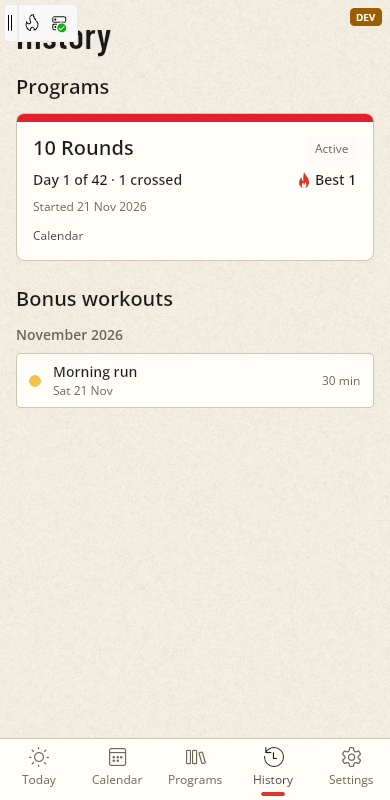 DEV
History
Programs
10 Rounds
Active
Day 1 of 42 · 1 crossed
Best 1
Started 21 Nov 2026
Calendar
Bonus workouts
November 2026
Morning run
Sat 21 Nov
30 min
Today
Calendar
Programs
History
Settings